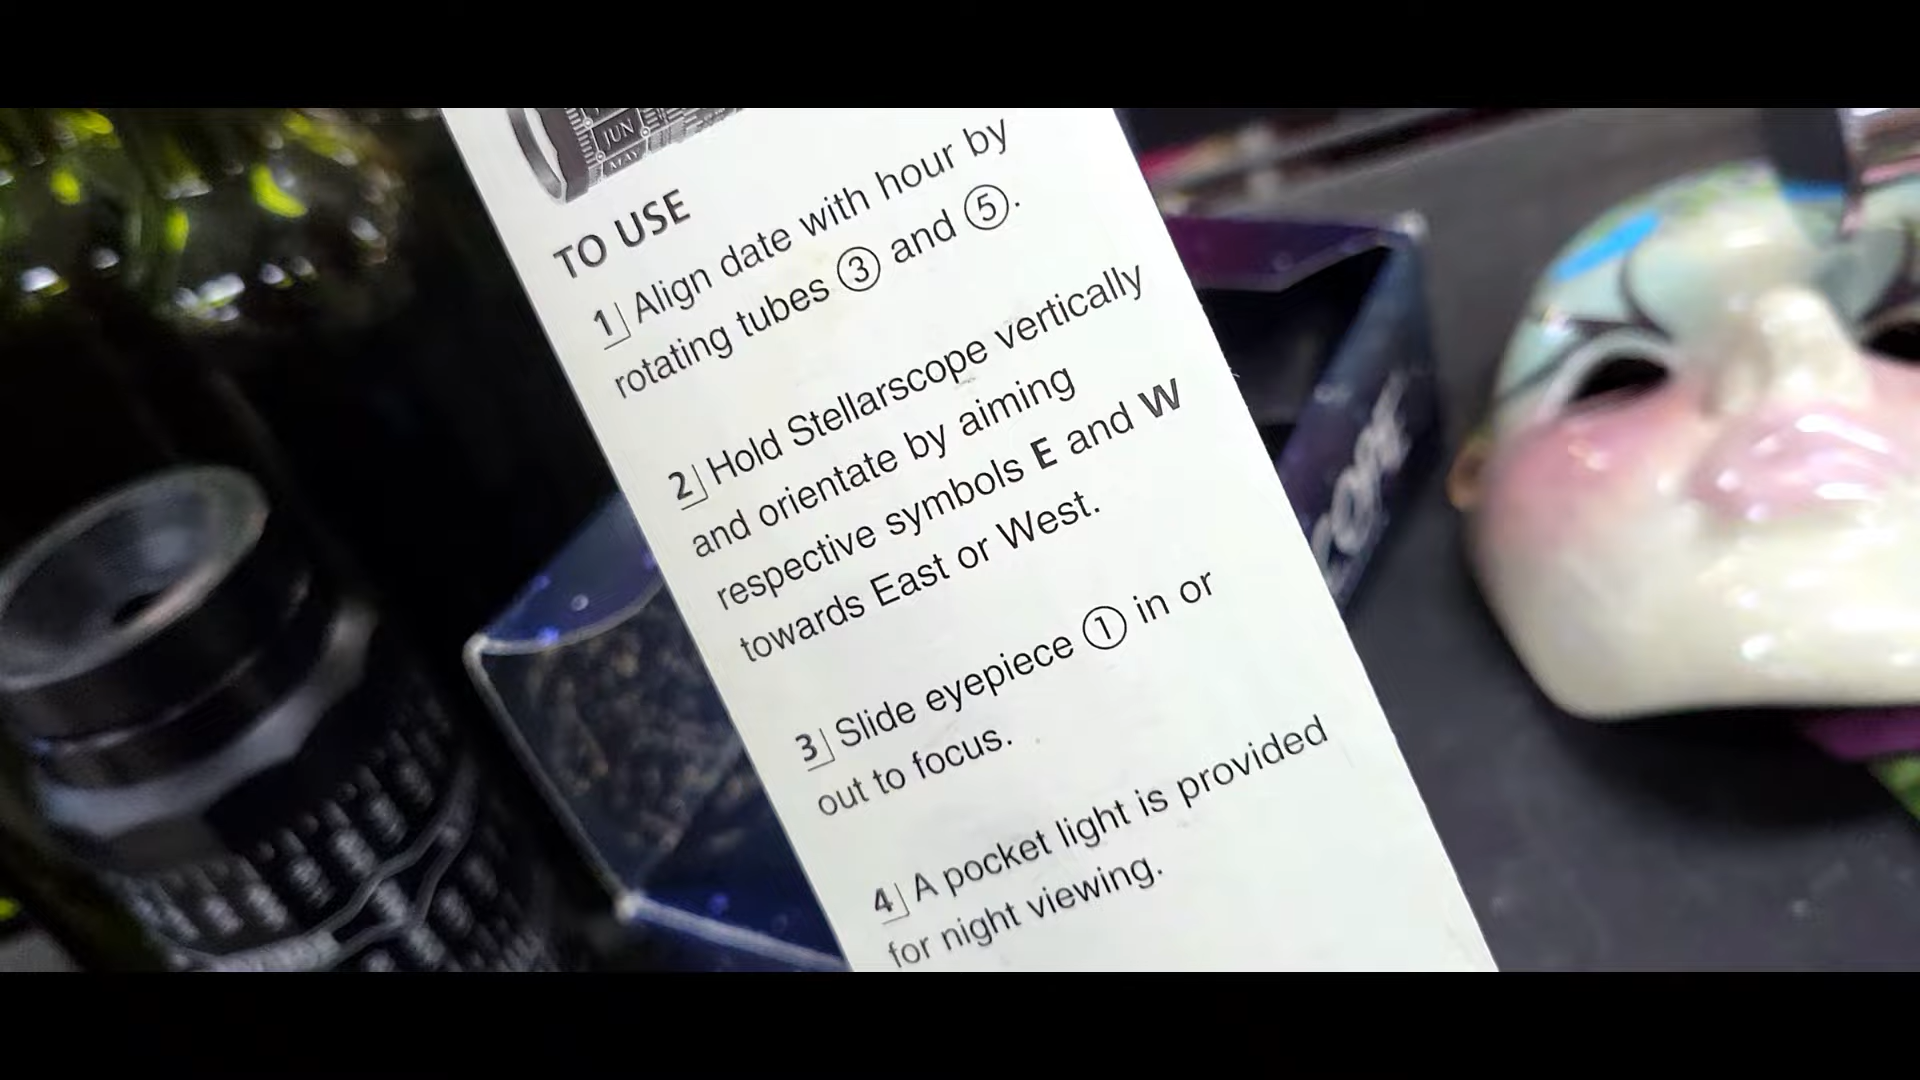 JUN
MAY
TO USE
1 Align date with hour by
rotating tubes ③ and ⑤.
2 Hold Stellarscope vertically
and orientate by aiming
respective symbols E and W
towards East or West.
3 Slide eyepiece ① in or
out to focus.
4 A pocket light is provided
for night viewing.